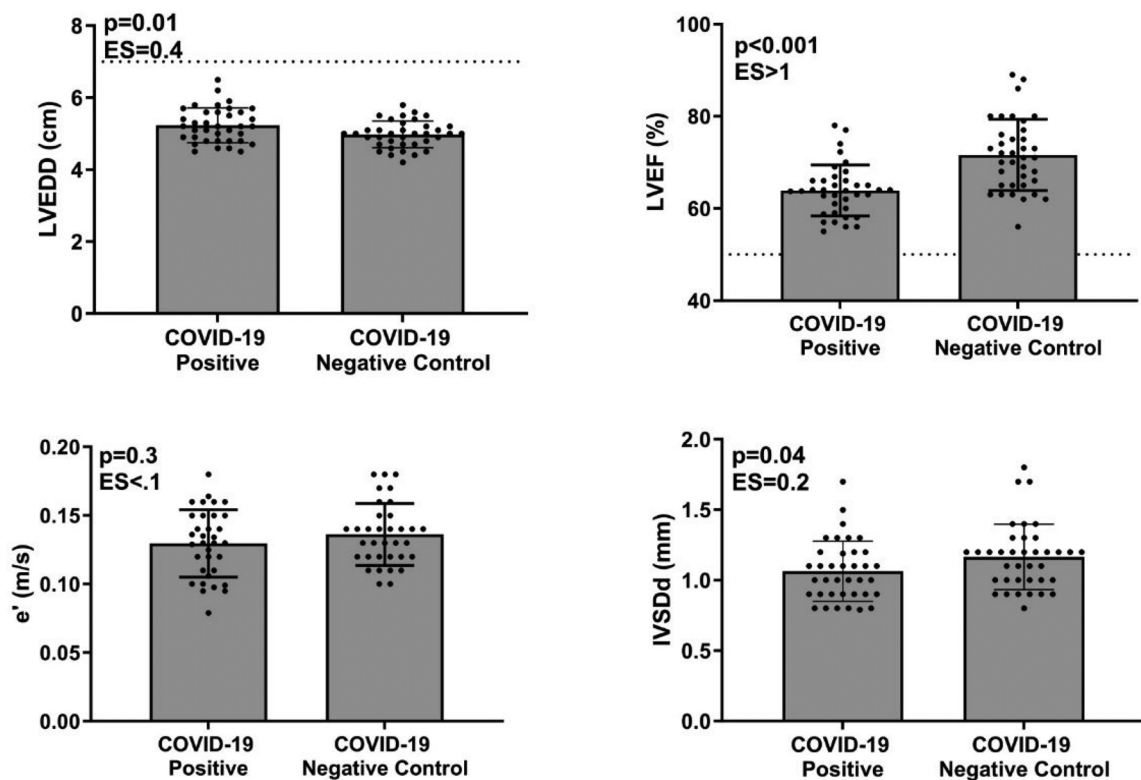 p=0.01
ES=0.4
LVEDD (cm)
8
6
4
2
0
COVID-19
Positive
COVID-19
Negative Control
p<0.001
ES>1
LVEF (%)
100
80
60
40
COVID-19
Positive
COVID-19
Negative Control
p=0.3
ES<.1
e' (m/s)
0.20
0.15
0.10
0.05
0.00
COVID-19
Positive
COVID-19
Negative Control
p=0.04
ES=0.2
IVSDd (mm)
2.0
1.5
1.0
0.5
0.0
COVID-19
Positive
COVID-19
Negative Control